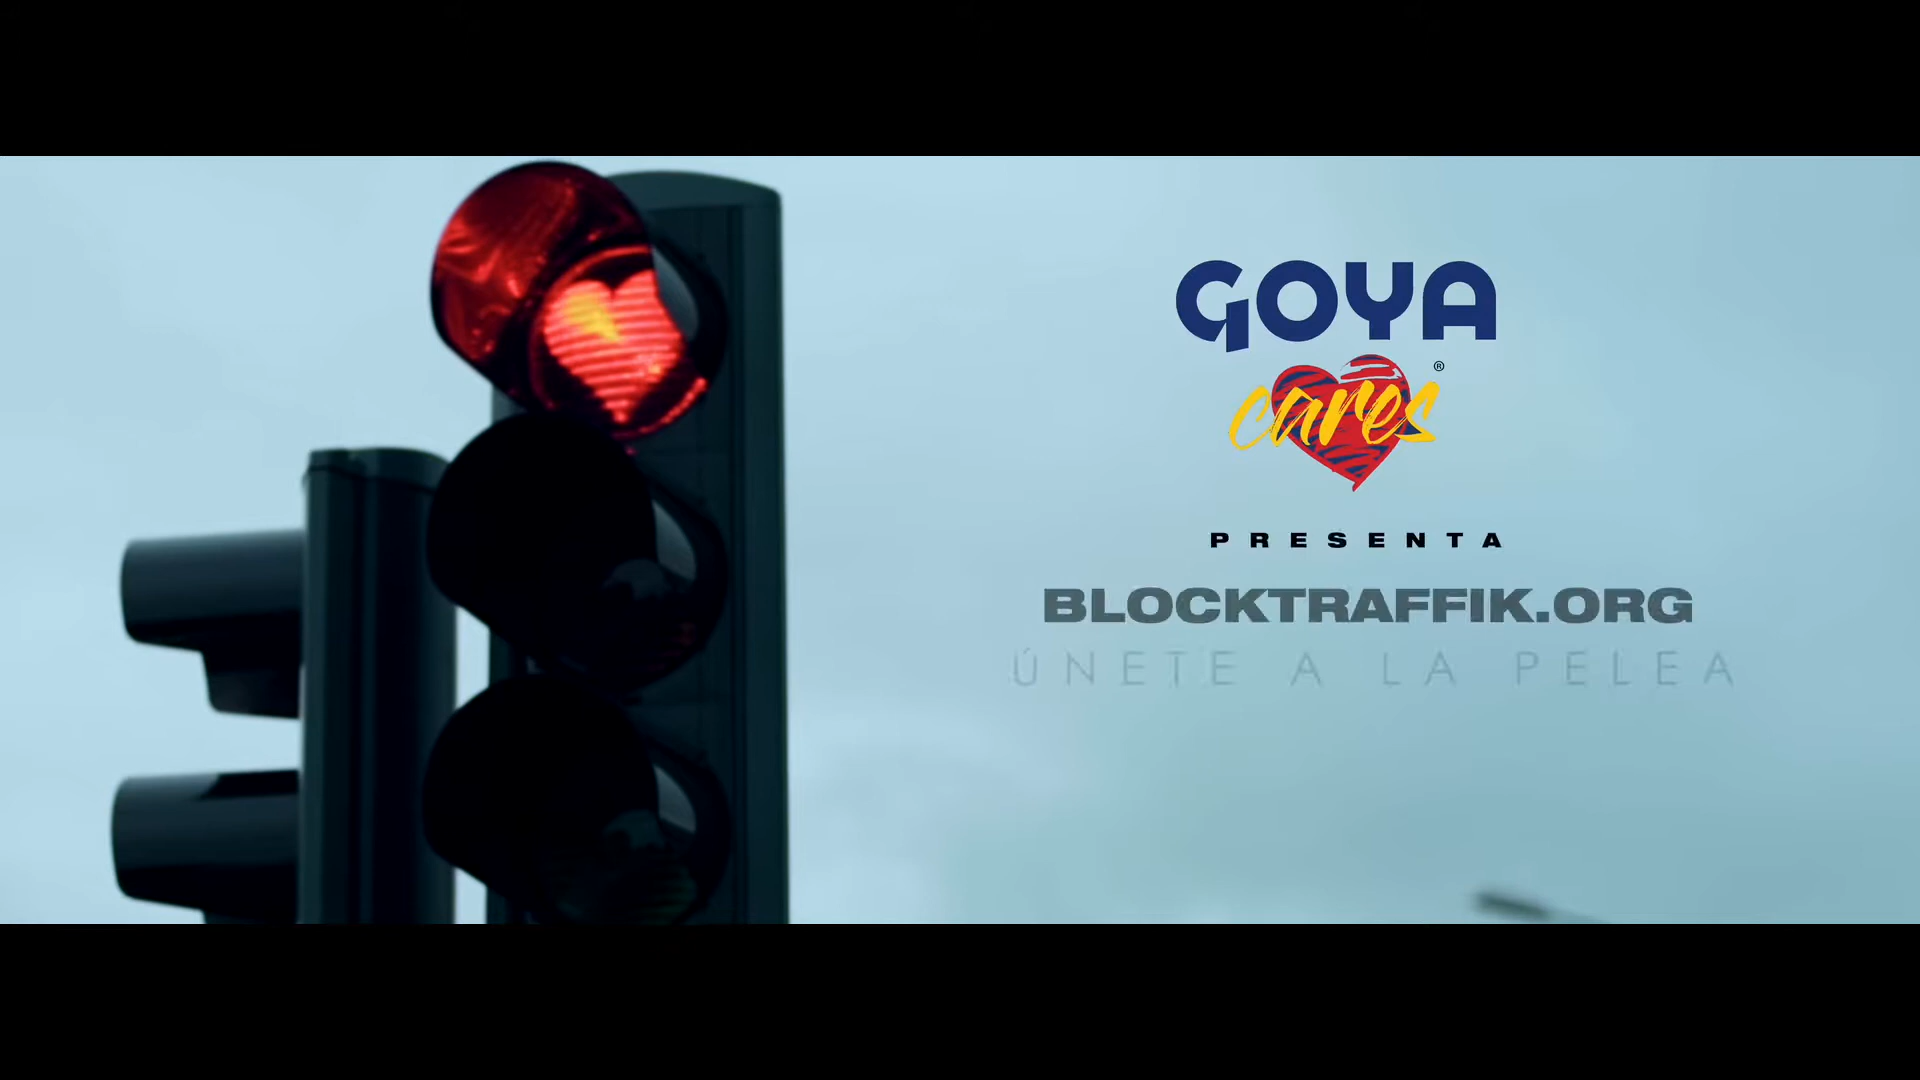 GOYA
cares®
PRESENTA
BLOCKTRAFFIK.ORG
ÚNETE A LA PELEA